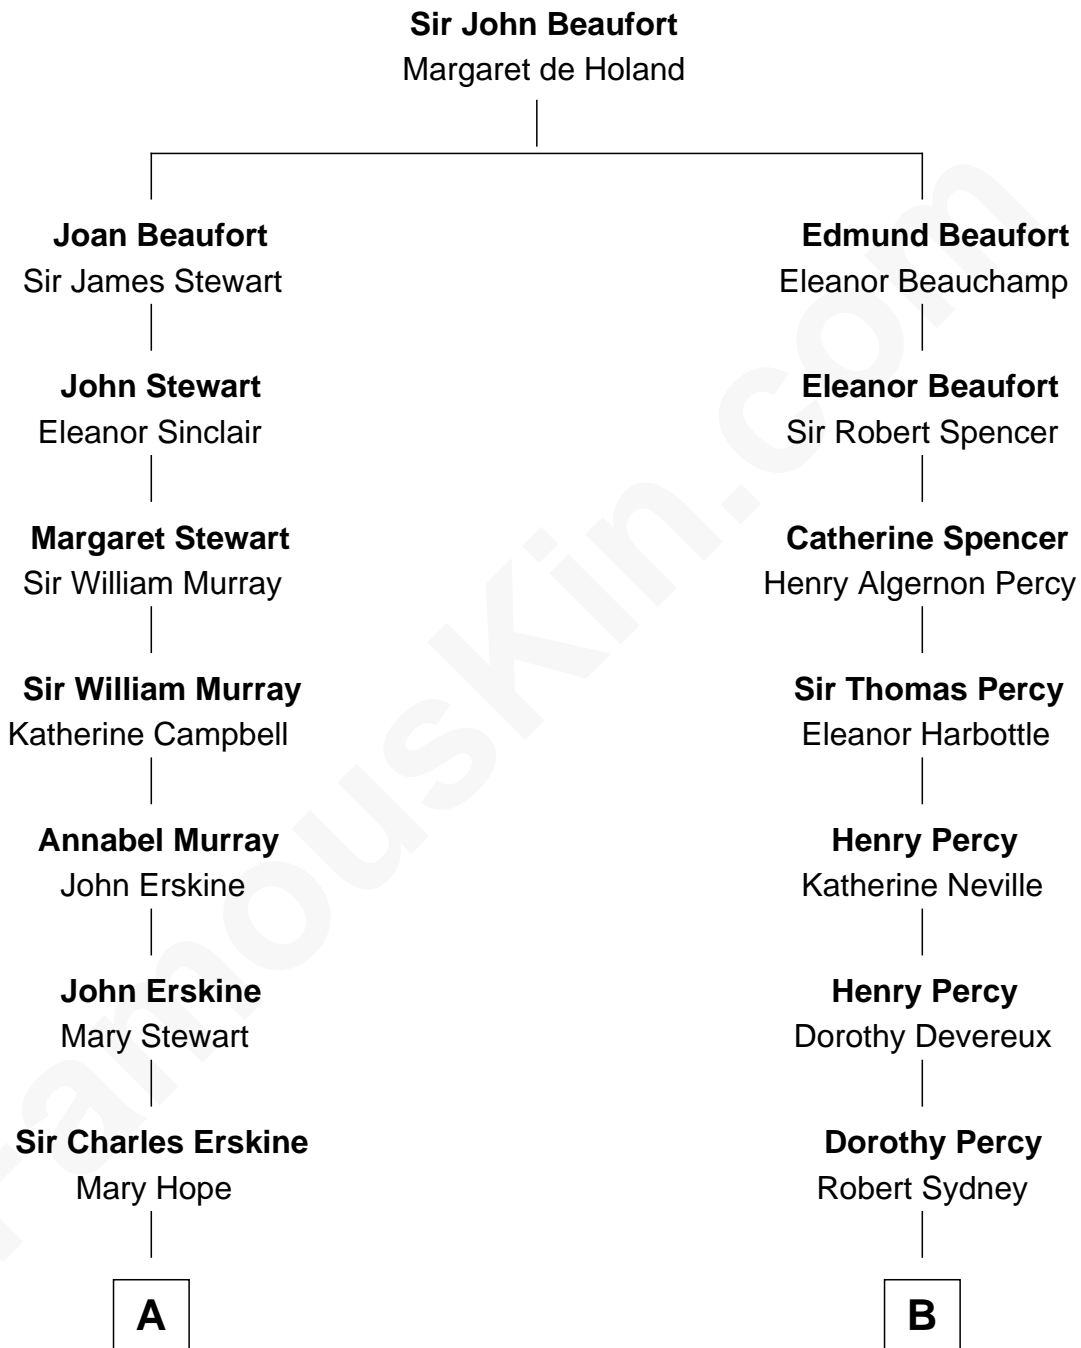 Sir John Beaufort
Margaret de Holand
Joan Beaufort
Sir James Stewart
John Stewart
Eleanor Sinclair
Margaret Stewart
Sir William Murray
Sir William Murray
Katherine Campbell
Annabel Murray
John Erskine
John Erskine
Mary Stewart
Sir Charles Erskine
Mary Hope
A
Edmund Beaufort
Eleanor Beauchamp
Eleanor Beaufort
Sir Robert Spencer
Catherine Spencer
Henry Algernon Percy
Sir Thomas Percy
Eleanor Harbottle
Henry Percy
Katherine Neville
Henry Percy
Dorothy Devereux
Dorothy Percy
Robert Sydney
B
FamousKin.com